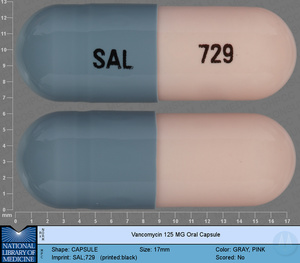 SAL 729
Vancomycin 125 MG Oral Capsule
NATIONAL
LIBRARY OF
MEDICINE
Shape: CAPSULE Size: 17mm Color: GRAY, PINK
Imprint: SAL;729 (printed;black) Scored: No
13
12
11
10
9
8
7
6
5
4
3
2
1
mm 0 1 2 3 4 5 6 7 8 9 10 11 12 13 14 15 16 17